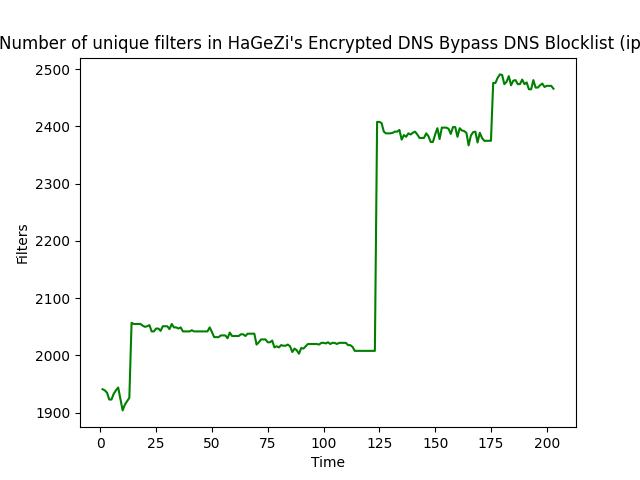 Number of unique filters in HaGeZi's Encrypted DNS Bypass DNS Blocklist (ip
2500
2400
2300
2200
2100
2000
1900
Filters
0 25 50 75 100 125 150 175 200
Time